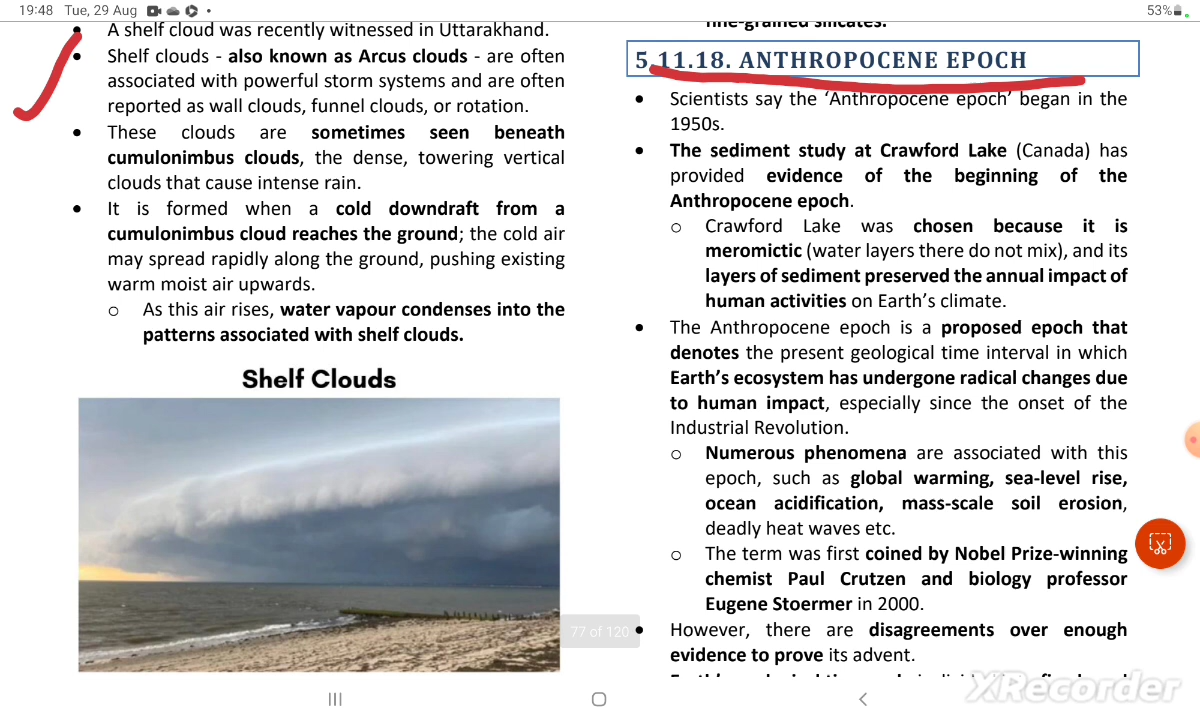 19:48 Tue, 29 Aug
53%
• A shelf cloud was recently witnessed in Uttarakhand.
• Shelf clouds - also known as Arcus clouds - are often
associated with powerful storm systems and are often
reported as wall clouds, funnel clouds, or rotation.
• These clouds are sometimes seen beneath
cumulonimbus clouds, the dense, towering vertical
clouds that cause intense rain.
• It is formed when a cold downdraft from a
cumulonimbus cloud reaches the ground; the cold air
may spread rapidly along the ground, pushing existing
warm moist air upwards.
o As this air rises, water vapour condenses into the
patterns associated with shelf clouds.
Shelf Clouds
77 of 120
fine-grained silicates.
5.11.18. ANTHROPOCENE EPOCH
• Scientists say the ‘Anthropocene epoch’ began in the
1950s.
• The sediment study at Crawford Lake (Canada) has
provided evidence of the beginning of the
Anthropocene epoch.
o Crawford Lake was chosen because it is
meromictic (water layers there do not mix), and its
layers of sediment preserved the annual impact of
human activities on Earth’s climate.
• The Anthropocene epoch is a proposed epoch that
denotes the present geological time interval in which
Earth’s ecosystem has undergone radical changes due
to human impact, especially since the onset of the
Industrial Revolution.
o Numerous phenomena are associated with this
epoch, such as global warming, sea-level rise,
ocean acidification, mass-scale soil erosion,
deadly heat waves etc.
o The term was first coined by Nobel Prize-winning
chemist Paul Crutzen and biology professor
Eugene Stoermer in 2000.
• However, there are disagreements over enough
evidence to prove its advent.
XRecorder